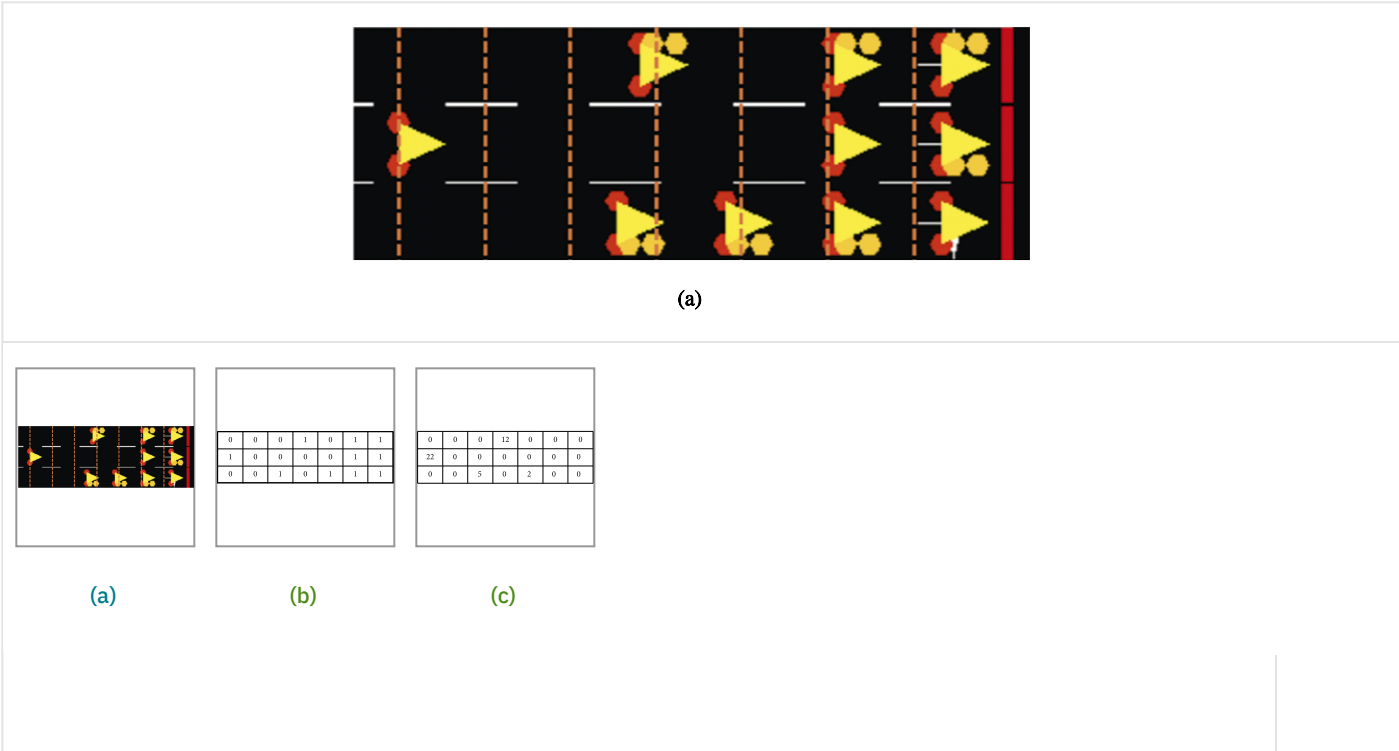 (a)
0 0 0 1 0 1 1
1 0 0 0 0 1 1
0 0 1 0 1 1 1
0 0 0 12 0 0 0
22 0 0 0 0 0 0
0 0 5 0 2 0 0
(a) (b) (c)